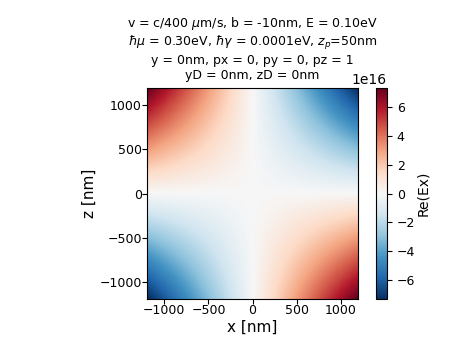 v = c/400 μm/s, b = -10nm, E = 0.10eV
ħμ = 0.30eV, ħγ = 0.0001eV, z_p=50nm
y = 0nm, px = 0, py = 0, pz = 1
yD = 0nm, zD = 0nm
1e16
1000
500
0
−500
−1000
z [nm]
−1000 −500 0 500 1000
x [nm]
6
4
2
0
−2
−4
−6
Re(Ex)